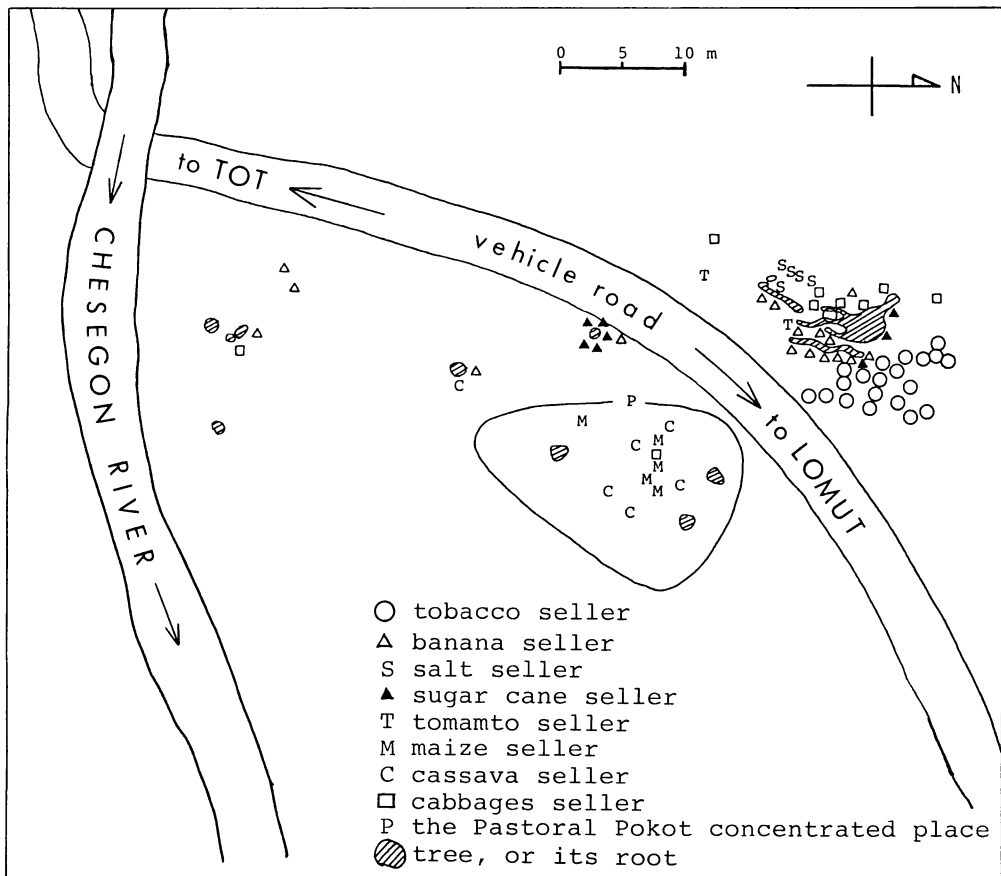 0 5 10 m
N
to TOT
vehicle road
to LOMUT
CHESEGON RIVER
T
S S S S S
T
C
P
M C
C M
M
M C
C M
C
○ tobacco seller
△ banana seller
S salt seller
▲ sugar cane seller
T tomamto seller
M maize seller
C cassava seller
□ cabbages seller
P the Pastoral Pokot concentrated place
tree, or its root